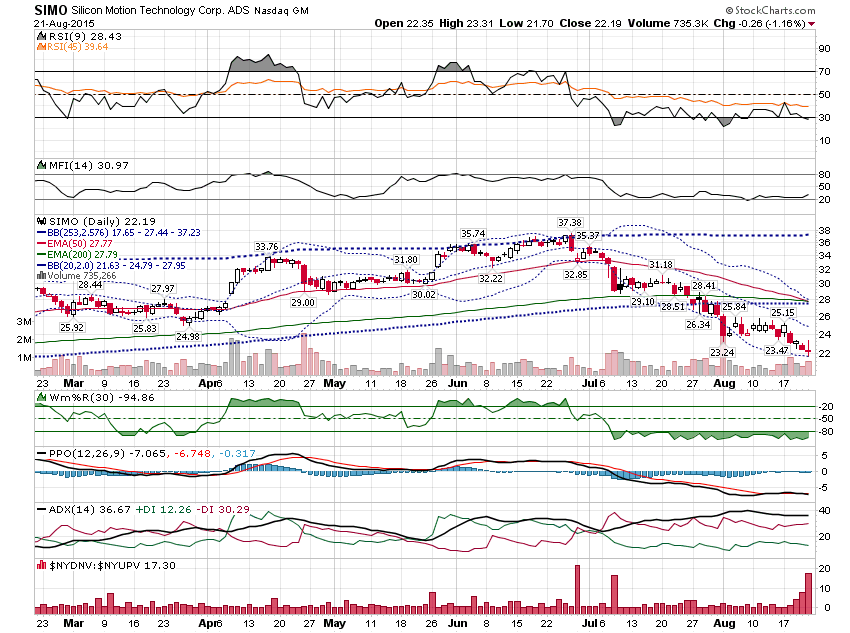 SIMO Silicon Motion Technology Corp. ADS Nasdaq GM © StockCharts.com
21-Aug-2015 Open 22.35 High 23.31 Low 21.70 Close 22.19 Volume 735.3K Chg -0.26 (-1.16%)
RSI(9) 28.43
RSI(45) 39.64
90
70
50
30
10
MFI(14) 30.97
80
50
20
SIMO (Daily) 22.19
BB(253,2.576) 17.65 - 27.44 - 37.23
EMA(50) 27.77
EMA(200) 27.79
BB(20,2.0) 21.63 - 24.79 - 27.95
Volume 735,266
37.38
35.74
35.37
33.76
32.85
32.22
31.80
31.18
30.02
29.00
29.10
28.44
28.51
28.41
27.97
26.34
25.92
25.83
25.84
25.15
24.98
23.24
23.47
38
36
34
32
30
28
26
24
22
3M
2M
1M
23 Mar 9 16 23 Apr 6 13 20 27 May 11 18 26 Jun 8 15 22 Jul 6 13 20 27 Aug 10 17
Wm%R(30) -94.86
-20
-50
-80
PPO(12,26,9) -7.065, -6.748, -0.317
5
0
-5
ADX(14) 36.67 +DI 12.26 -DI 30.29
40
20
$NYDNV:$NYUPV 17.30
20
10
0
23 Mar 9 16 23 Apr 6 13 20 27 May 11 18 26 Jun 8 15 22 Jul 6 13 20 27 Aug 10 17